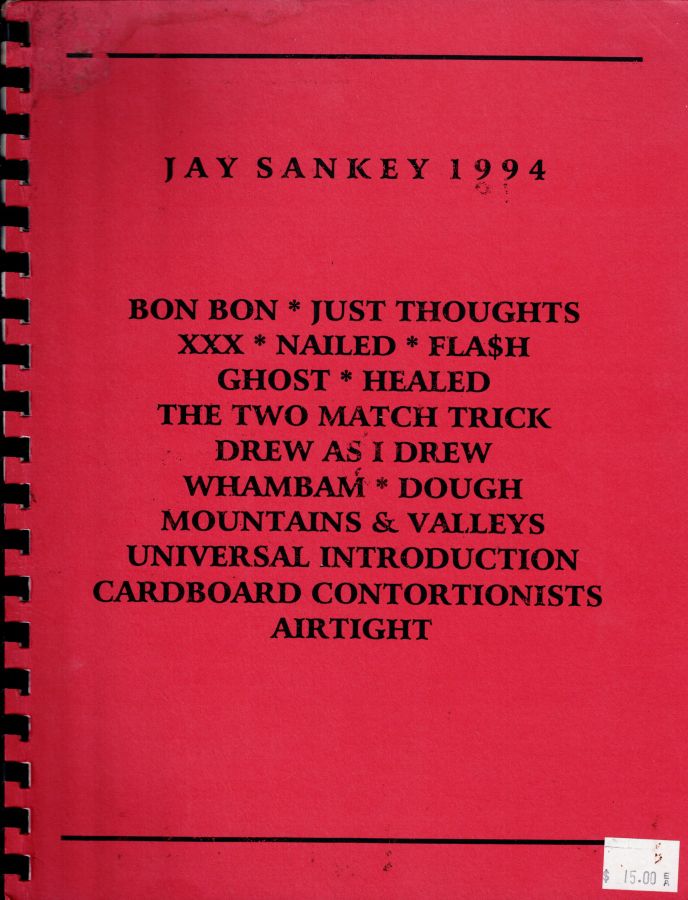 JAY SANKEY 1994
BON BON * JUST THOUGHTS
XXX * NAILED * FLA$H
GHOST * HEALED
THE TWO MATCH TRICK
DREW AS I DREW
WHAMBAM * DOUGH
MOUNTAINS & VALLEYS
UNIVERSAL INTRODUCTION
CARDBOARD CONTORTIONISTS
AIRTIGHT
$ 15.00 EA